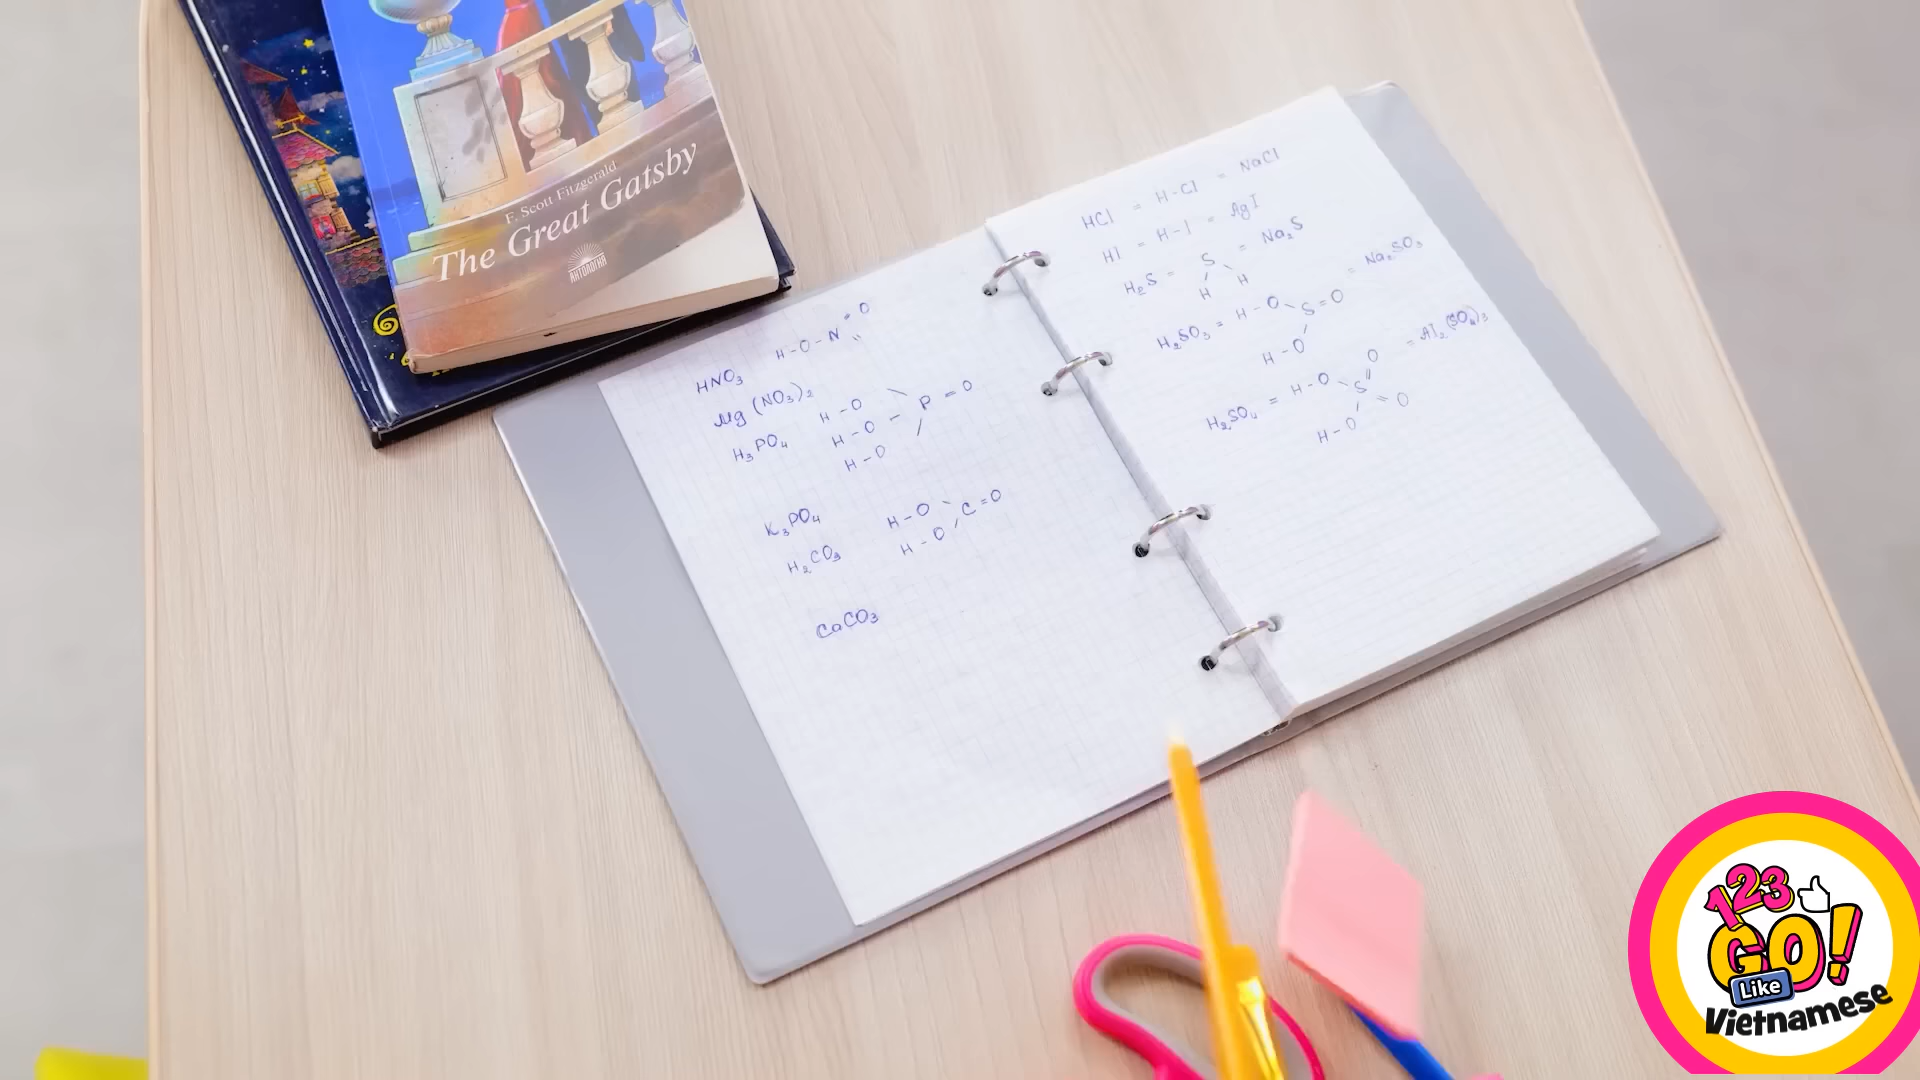 F. Scott Fitzgerald
The Great Gatsby
АНТОЛОГИЯ
H-O-N=O
HNO₃
Mg(NO₃)₂
H₃PO₄
H-O
H-O P=O
H-O
K₃PO₄
H₂CO₃
H-O C=O
H-O
CaCO₃
HCl = H-Cl = NaCl
HI = H-I = AgI
H₂S = S = Na₂S
H H
H₂SO₃ = H-O S=O = Na₂SO₃
H-O
H₂SO₄ = H-O S O = Al₂(SO₄)₃
O
H-O
123
GO!
Like
Vietnamese